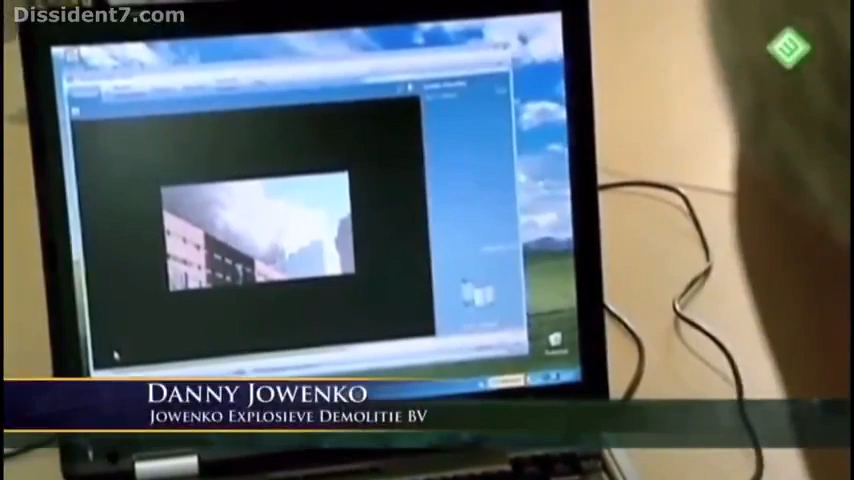 Dissident7.com
DANNY JOWENKO
JOWENKO EXPLOSIEVE DEMOLITIE BV